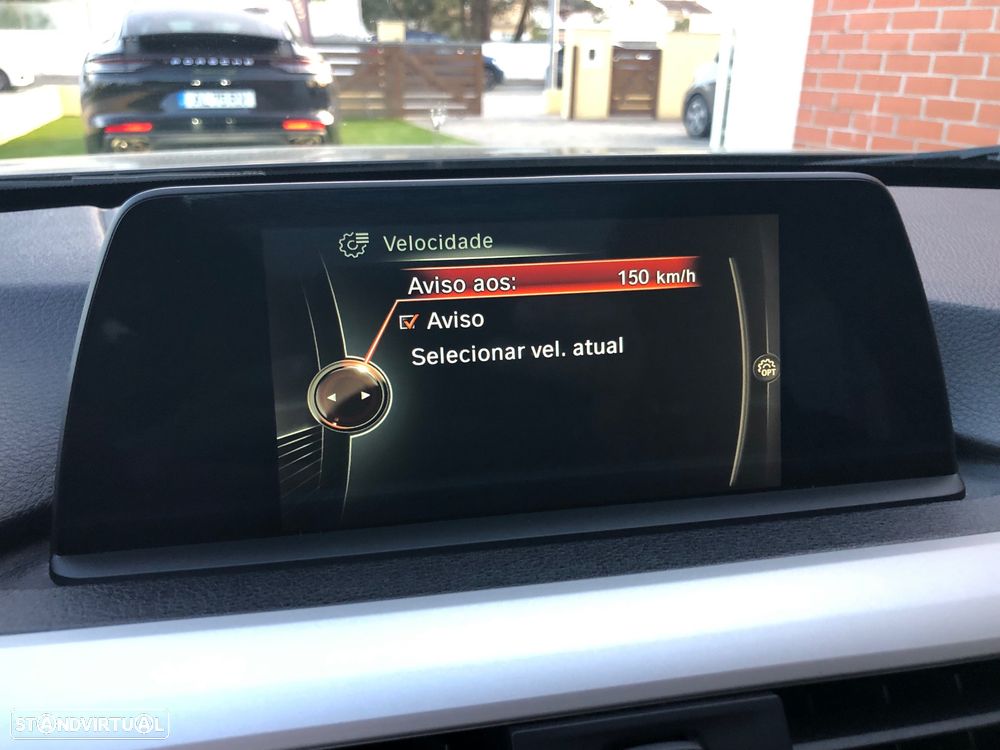 PORSCHE
Velocidade
Aviso aos: 150 km/h
Aviso
Selecionar vel. atual
OPT
STANDVIRTUAL